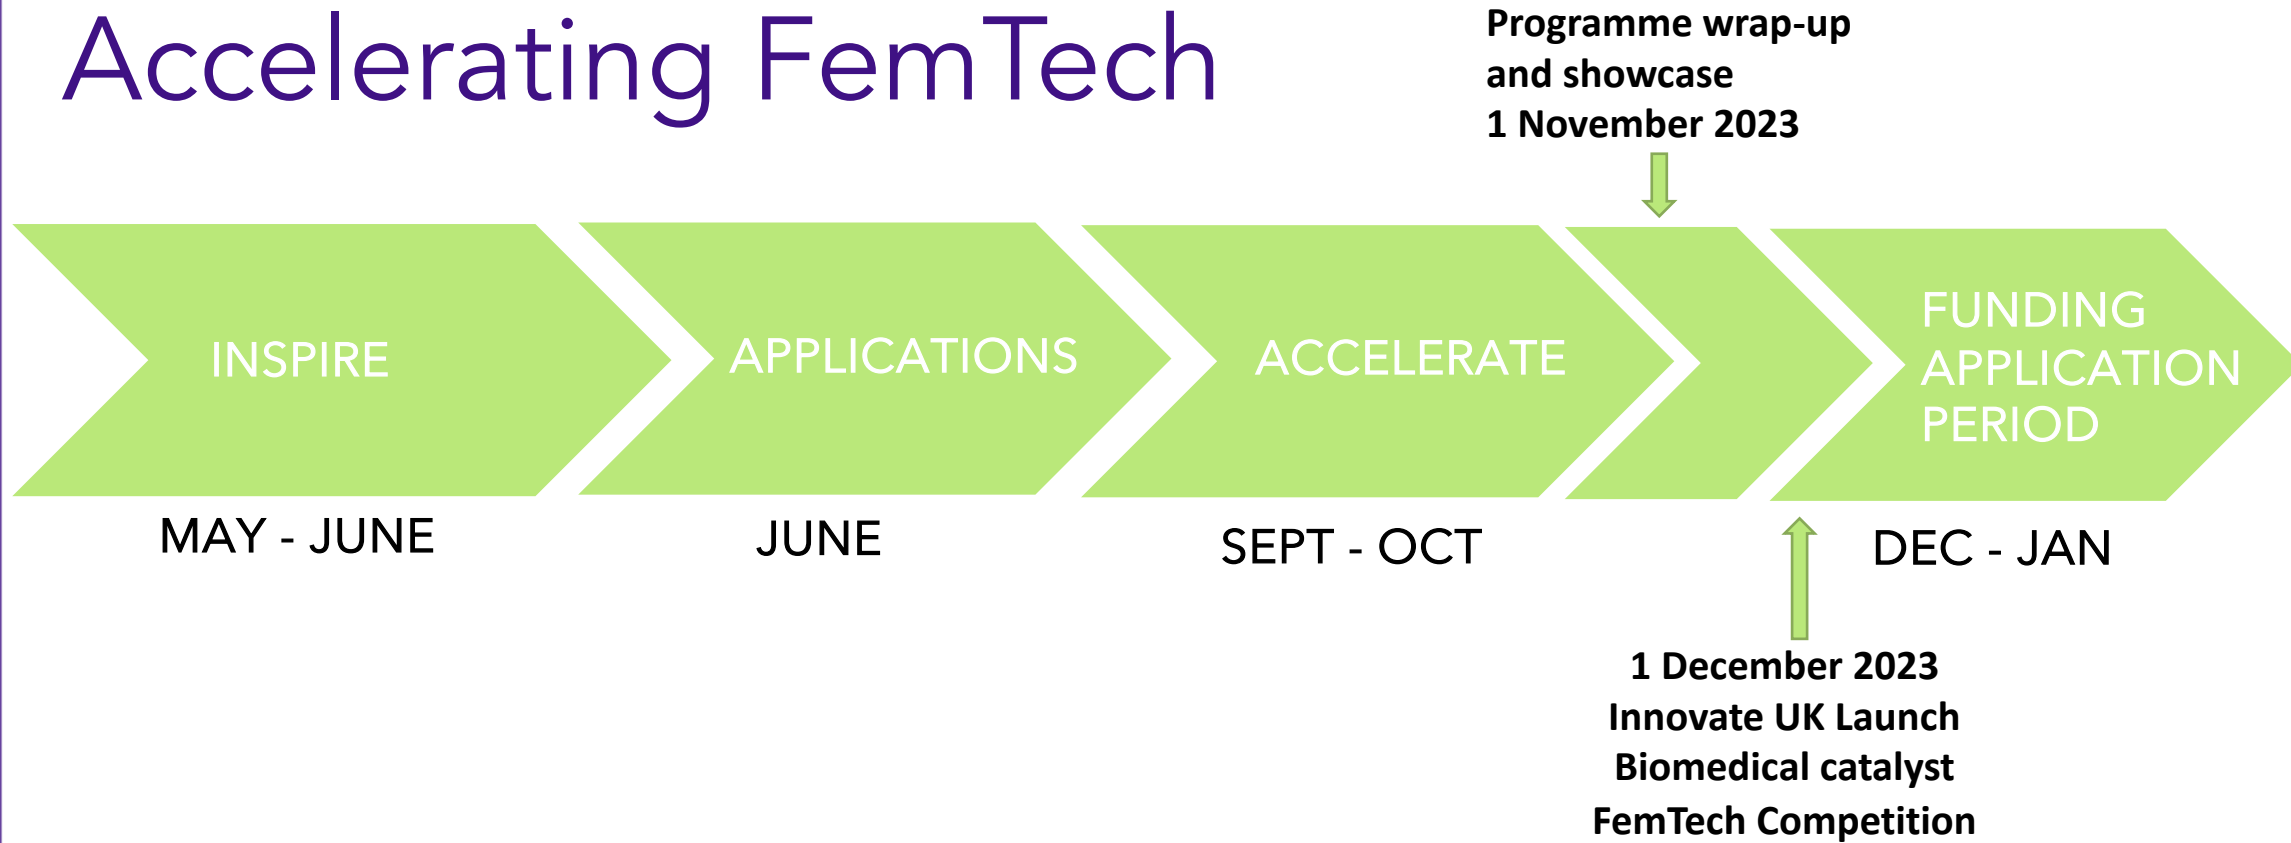 Accelerating FemTech
Programme wrap-up
and showcase
1 November 2023
INSPIRE
APPLICATIONS
ACCELERATE
FUNDING
APPLICATION
PERIOD
MAY - JUNE
JUNE
SEPT - OCT
DEC - JAN
1 December 2023
Innovate UK Launch
Biomedical catalyst
FemTech Competition